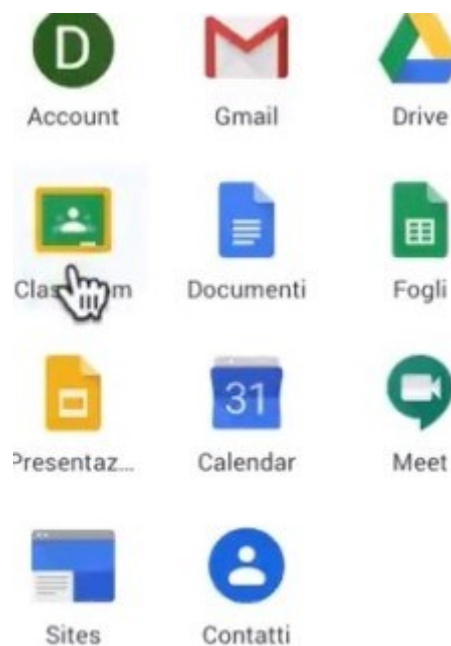 D
Account
Gmail
Drive
Documenti
Fogli
31
Presentaz...
Calendar
Meet
Sites
Contatti